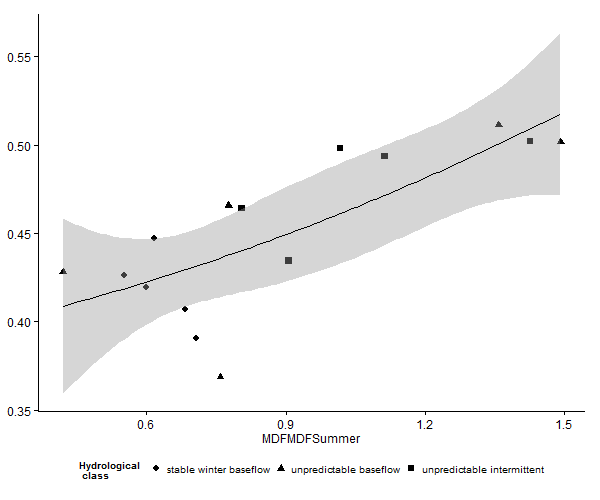 0.55
0.50
0.45
0.40
0.35
0.6 0.9 1.2 1.5
MDFMDFSummer
Hydrological
class
stable winter baseflow unpredictable baseflow unpredictable intermittent